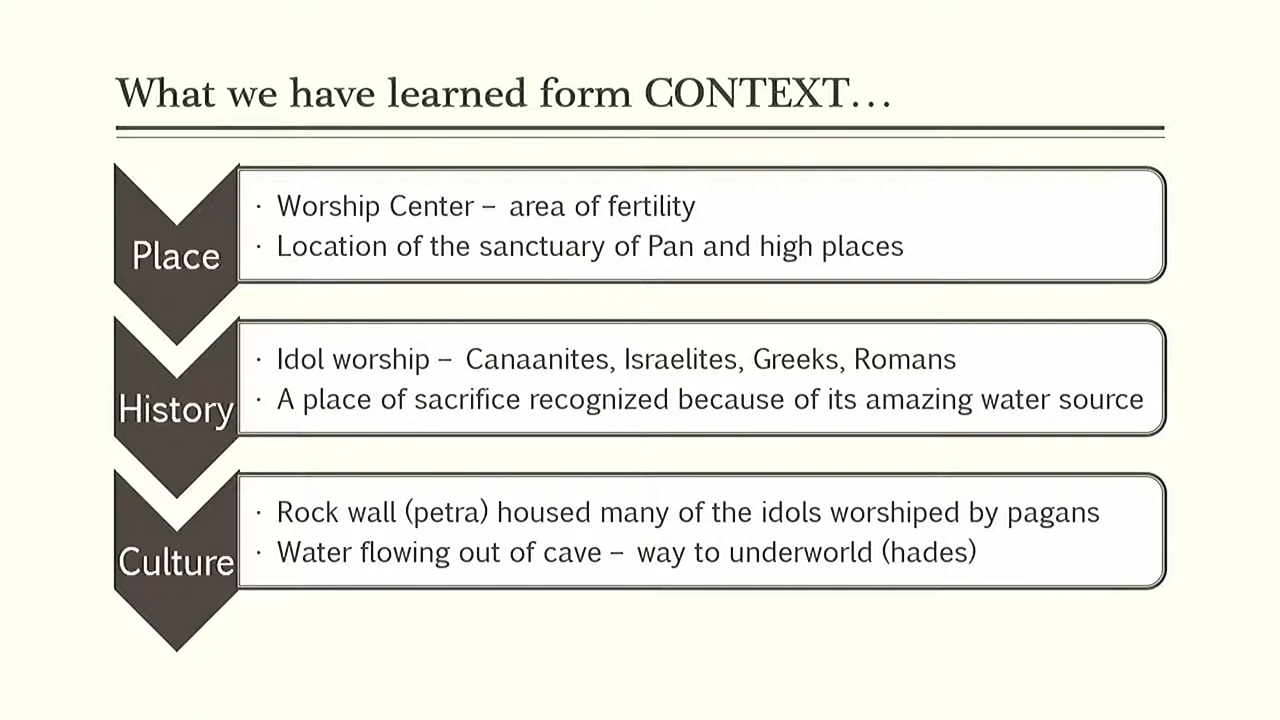 What we have learned form CONTEXT…
Place
· Worship Center – area of fertility
· Location of the sanctuary of Pan and high places
History
· Idol worship – Canaanites, Israelites, Greeks, Romans
· A place of sacrifice recognized because of its amazing water source
Culture
· Rock wall (petra) housed many of the idols worshiped by pagans
· Water flowing out of cave – way to underworld (hades)